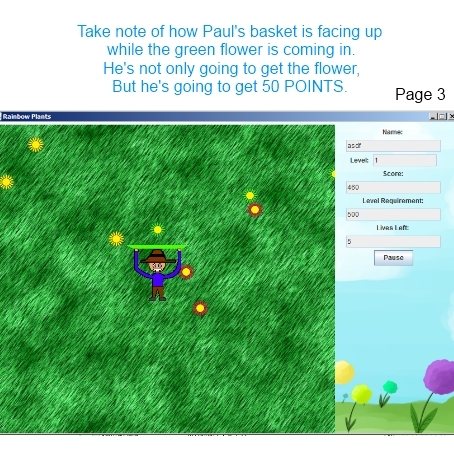 Take note of how Paul's basket is facing up
while the green flower is coming in.
He's not only going to get the flower,
But he's going to get 50 POINTS.
Page 3
Rainbow Plants
Name:
asdf
Level: 1
Score:
460
Level Requirement:
500
Lives Left:
5
Pause